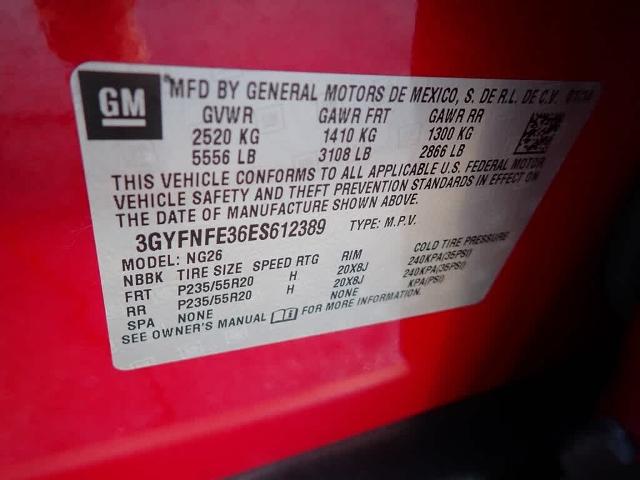 GM
MFD BY GENERAL MOTORS DE MEXICO, S. DE R.L. DE C.V.
GVWR GAWR FRT GAWR RR
2520 KG 1410 KG 1300 KG
5556 LB 3108 LB 2866 LB
THIS VEHICLE CONFORMS TO ALL APPLICABLE U.S. FEDERAL MOTOR
VEHICLE SAFETY AND THEFT PREVENTION STANDARDS IN EFFECT ON
THE DATE OF MANUFACTURE SHOWN ABOVE.
3GYFNFE36ES612389 TYPE: M.P.V.
MODEL: NG26
NBBK TIRE SIZE SPEED RTG RIM COLD TIRE PRESSURE
FRT P235/55R20 H 20X8J 240KPA(35PSI)
RR P235/55R20 H 20X8J 240KPA(35PSI)
SPA NONE NONE KPA(PSI)
SEE OWNER'S MANUAL FOR MORE INFORMATION.